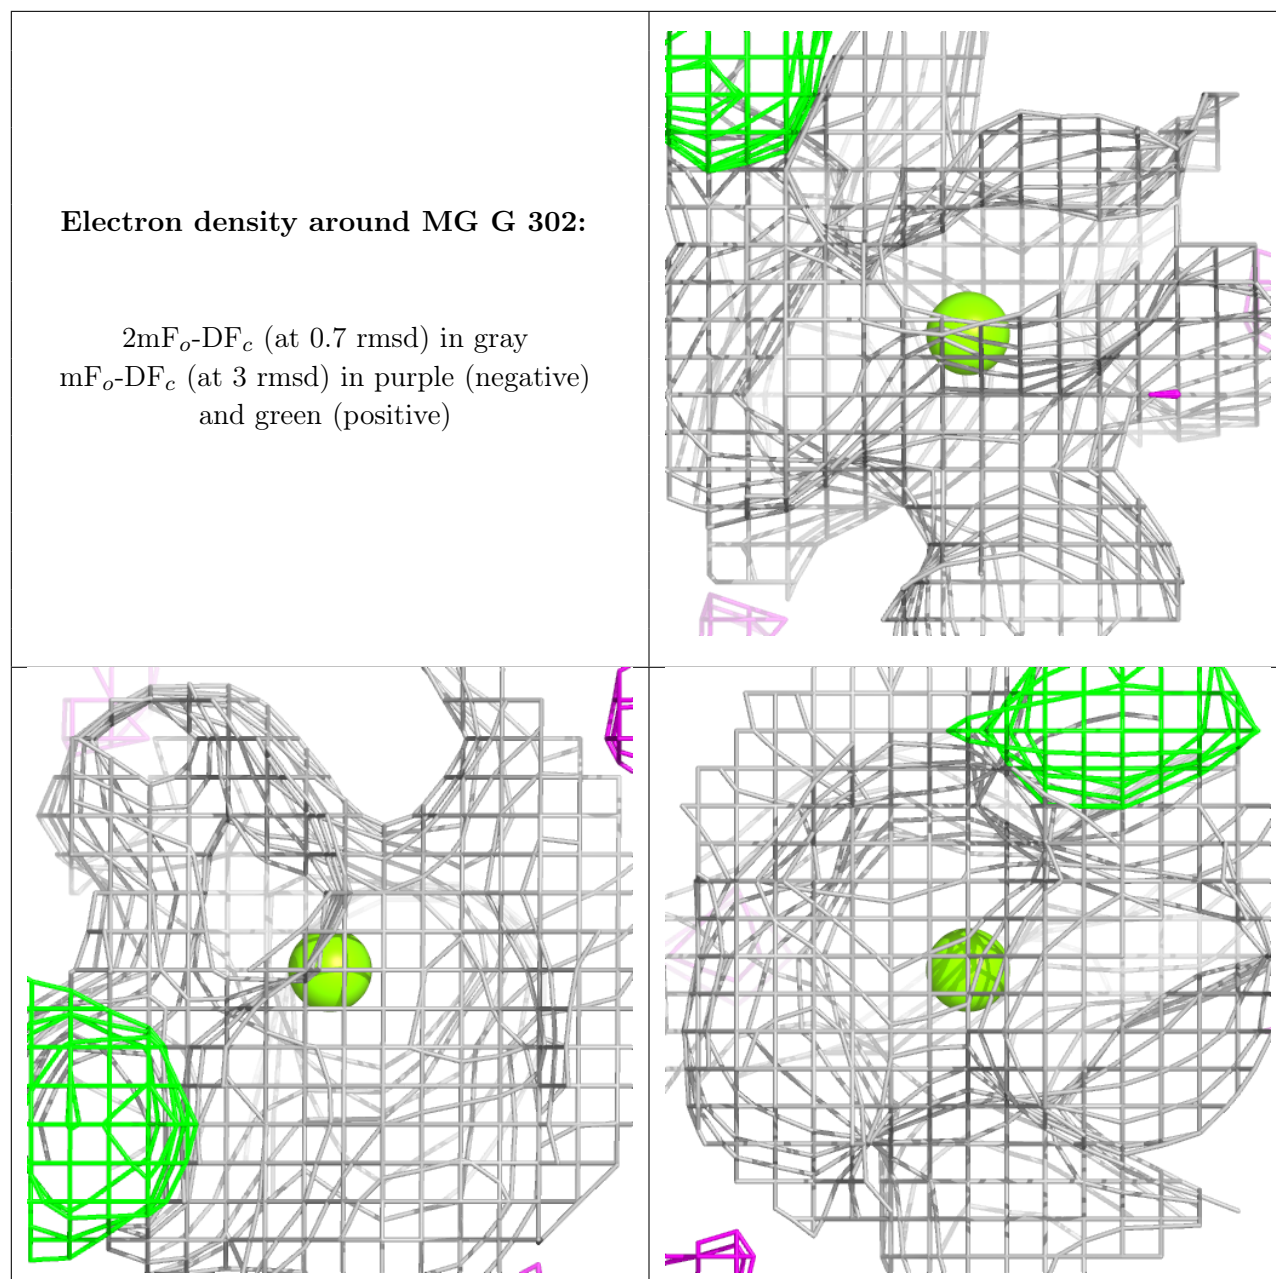 Electron density around MG G 302:
2mFo-DFc (at 0.7 rmsd) in gray
mFo-DFc (at 3 rmsd) in purple (negative)
and green (positive)